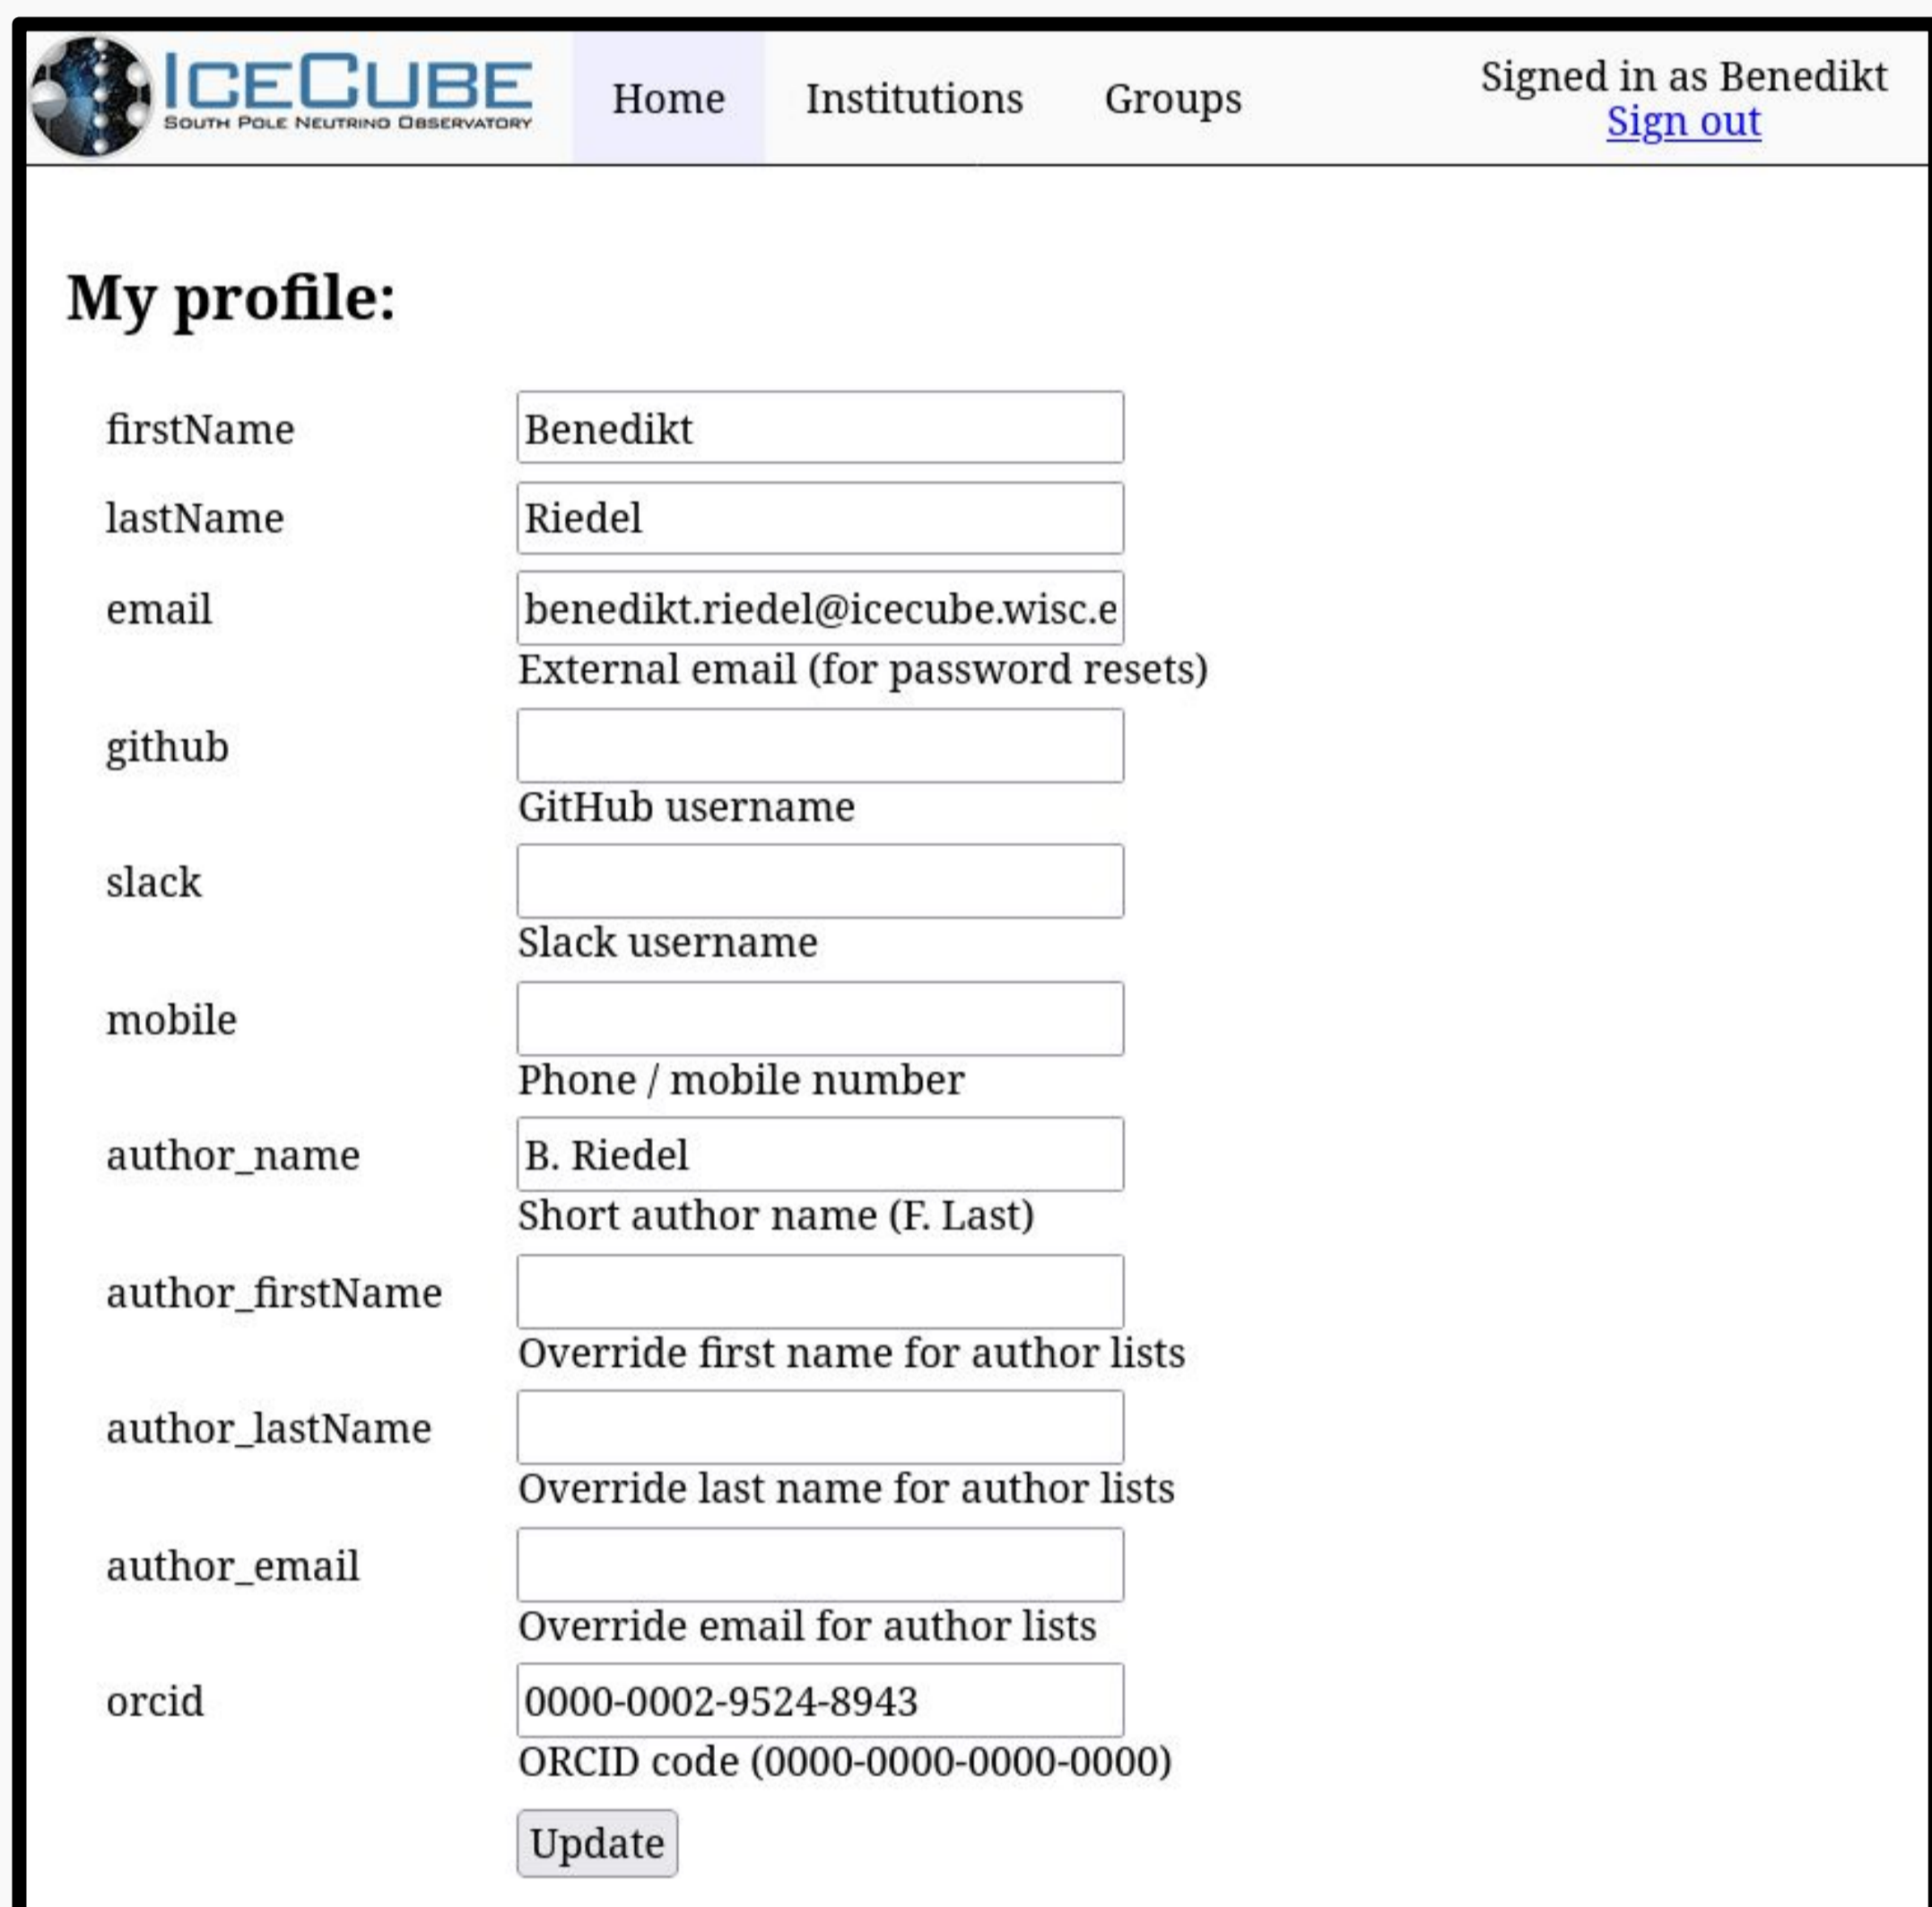 ICECUBE
SOUTH POLE NEUTRINO OBSERVATORY
Home
Institutions
Groups
Signed in as Benedikt
Sign out
My profile:
firstName
Benedikt
lastName
Riedel
email
benedikt.riedel@icecube.wisc.e
External email (for password resets)
github
GitHub username
slack
Slack username
mobile
Phone / mobile number
author_name
B. Riedel
Short author name (F. Last)
author_firstName
Override first name for author lists
author_lastName
Override last name for author lists
author_email
Override email for author lists
orcid
0000-0002-9524-8943
ORCID code (0000-0000-0000-0000)
Update